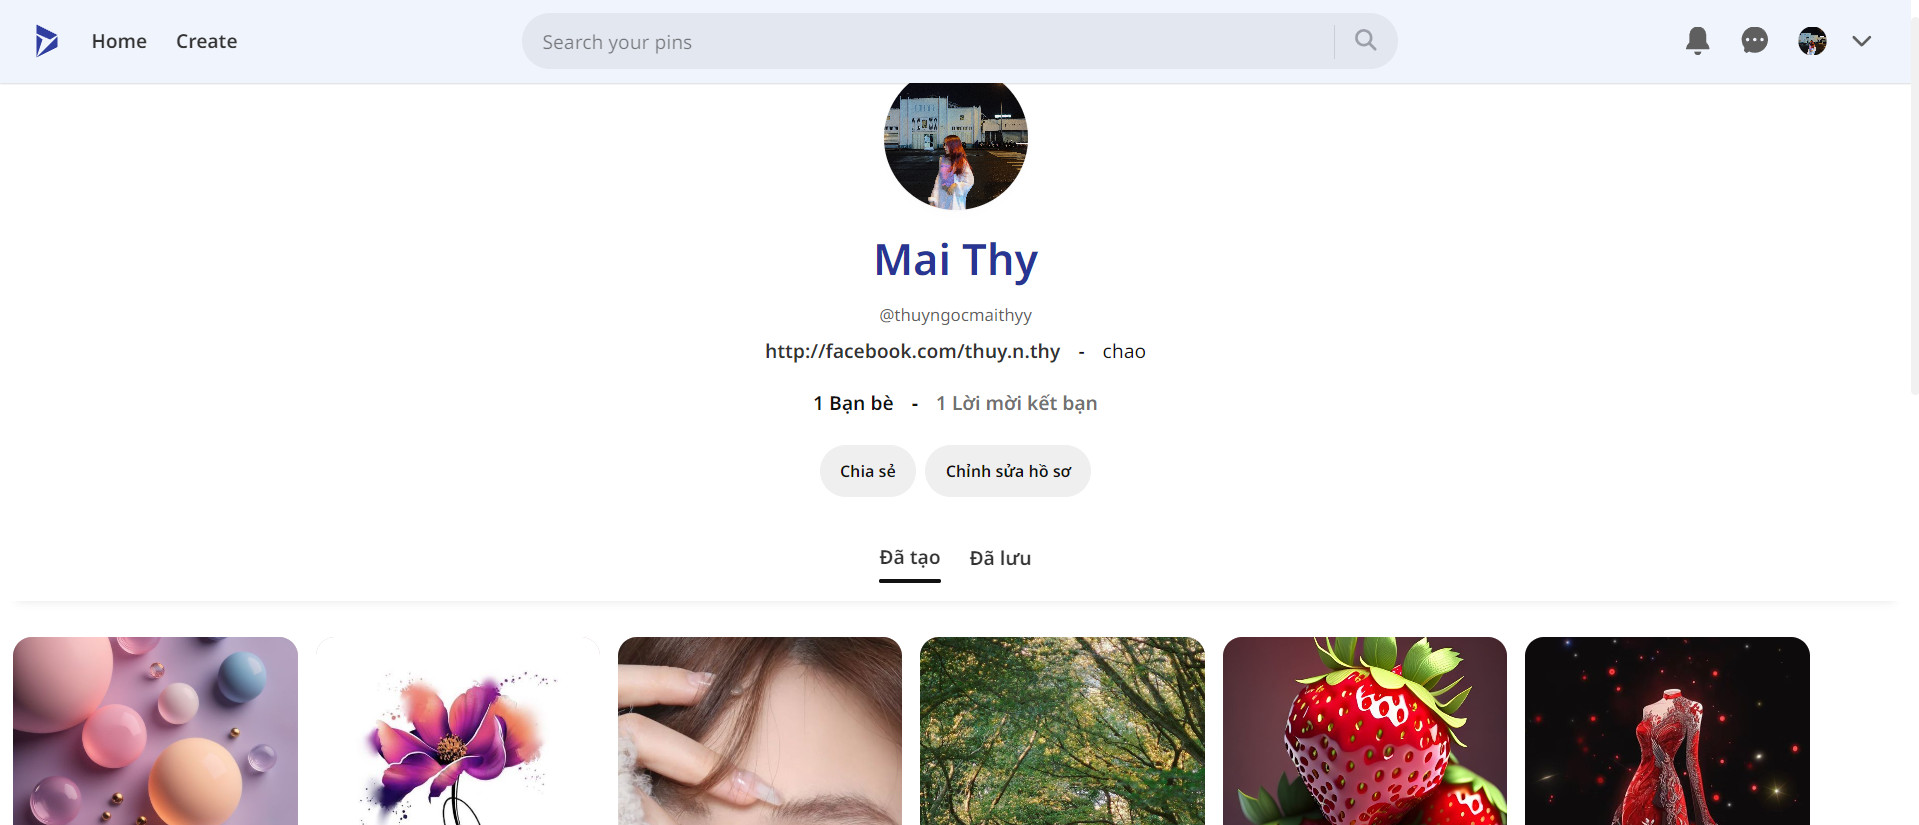 Home Create Search your pins
Mai Thy
@thuyngocmaithyy
http://facebook.com/thuy.n.thy - chao
1 Bạn bè - 1 Lời mời kết bạn
Chia sẻ Chỉnh sửa hồ sơ
Đã tạo Đã lưu